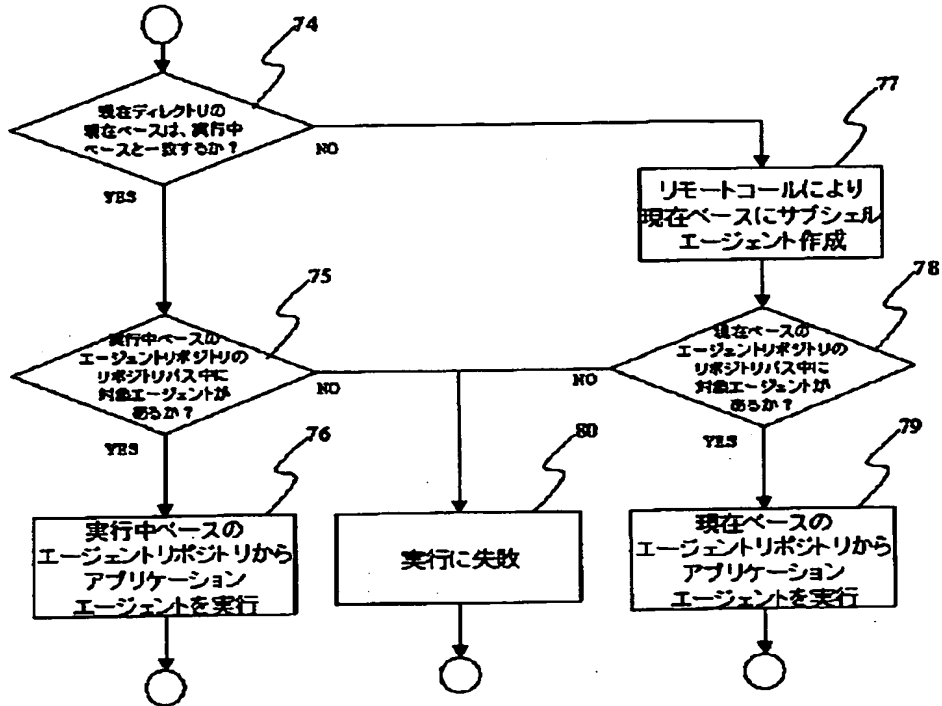 74
現在ディレクトリの
現在ベースは、実行中
ベースと一致するか?
NO
YES
77
リモートコールにより
現在ベースにサブシェル
エージェント作成
75
実行中ベースの
エージェントリポジトリの
リポジトリパス中に
対象エージェントが
あるか?
NO
YES
78
現在ベースの
エージェントリポジトリの
リポジトリパス中に
対象エージェントが
あるか?
NO
YES
76
実行中ベースの
エージェントリポジトリから
アプリケーション
エージェントを実行
80
実行に失敗
79
現在ベースの
エージェントリポジトリから
アプリケーション
エージェントを実行